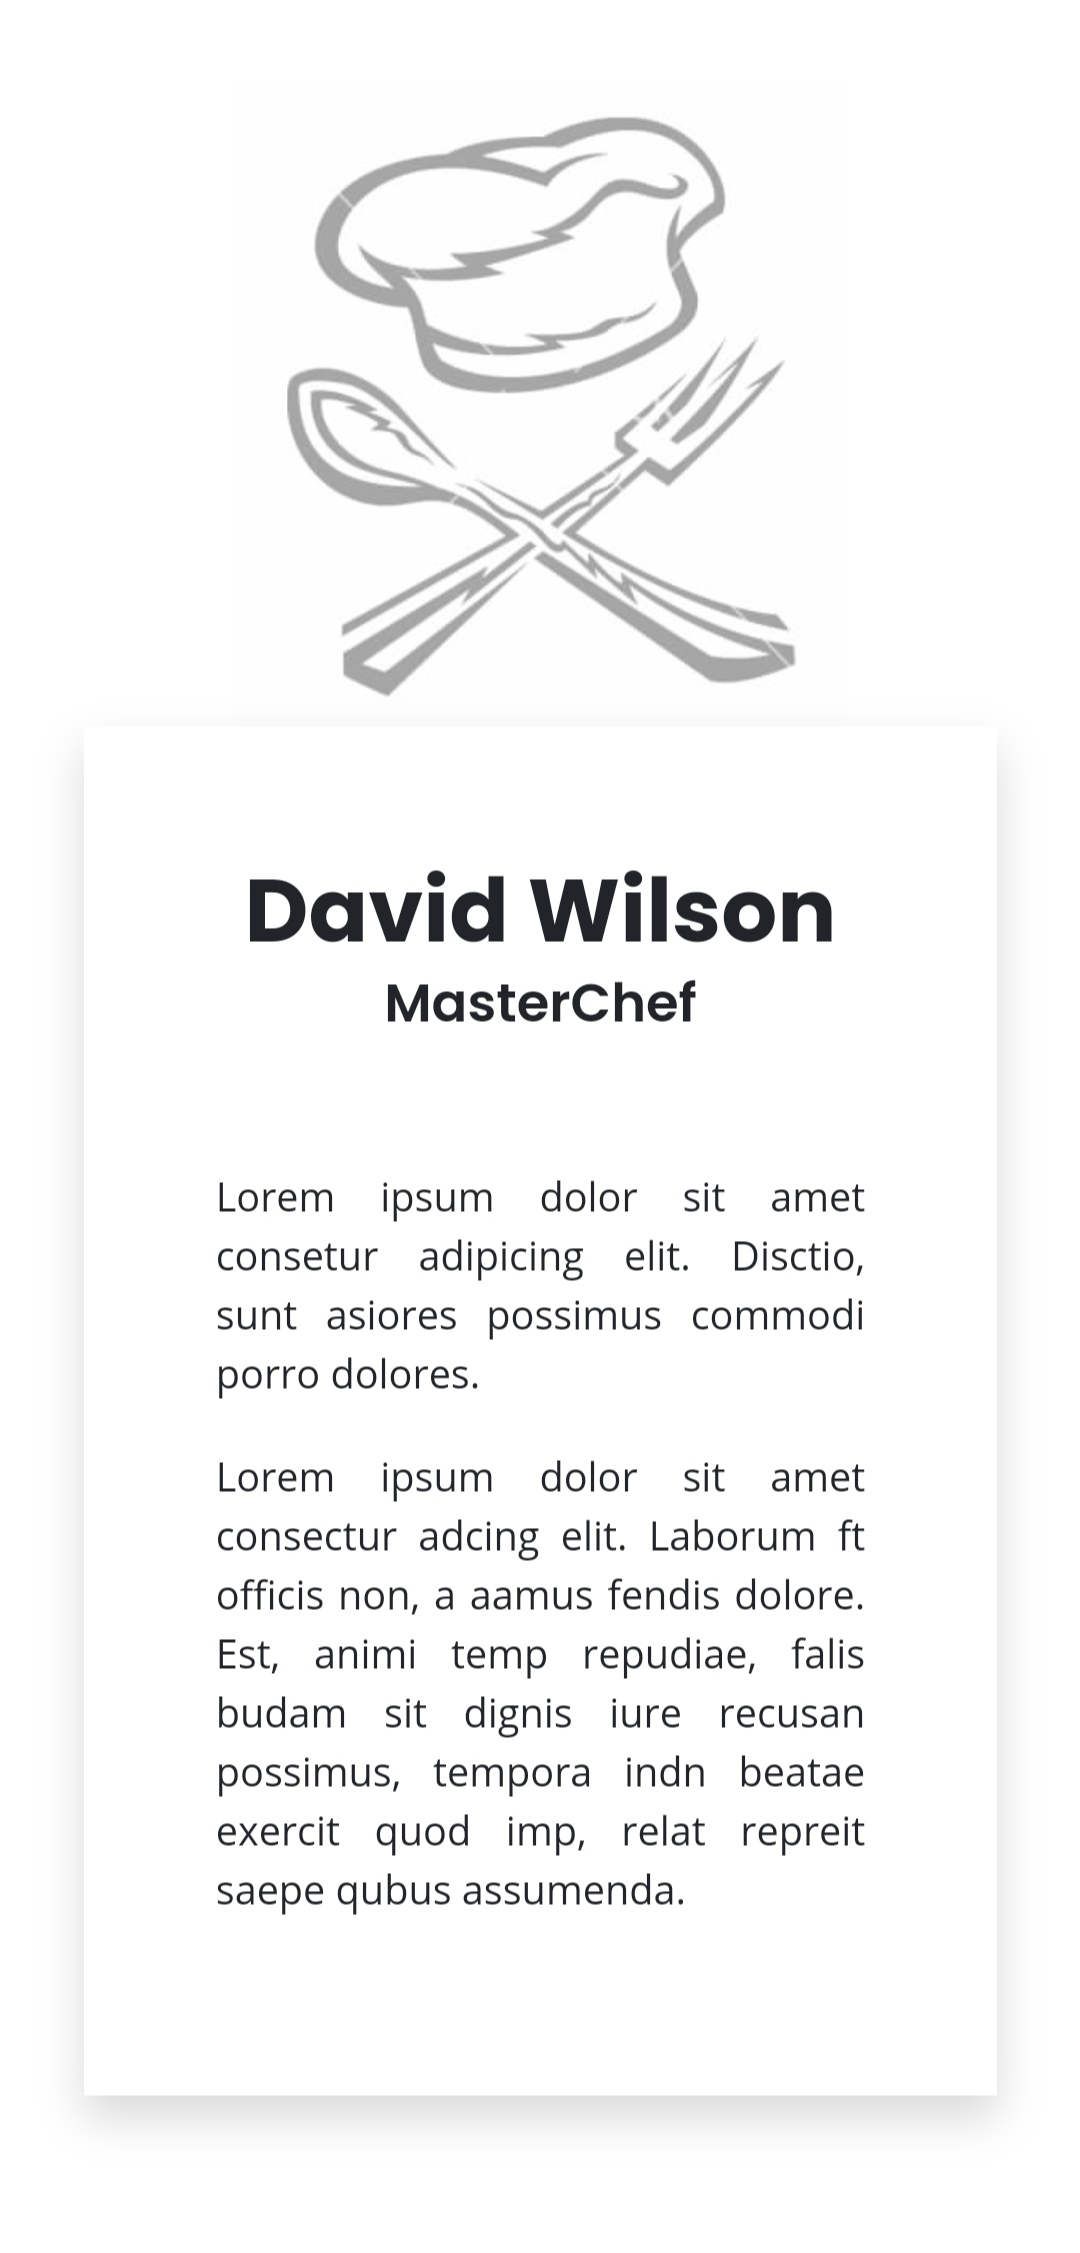 David Wilson
MasterChef
Lorem ipsum dolor sit amet
consetur adipicing elit. Disctio,
sunt asiores possimus commodi
porro dolores.
Lorem ipsum dolor sit amet
consectur adcing elit. Laborum ft
officis non, a aamus fendis dolore.
Est, animi temp repudiae, falis
budam sit dignis iure recusan
possimus, tempora indn beatae
exercit quod imp, relat repreit
saepe qubus assumenda.